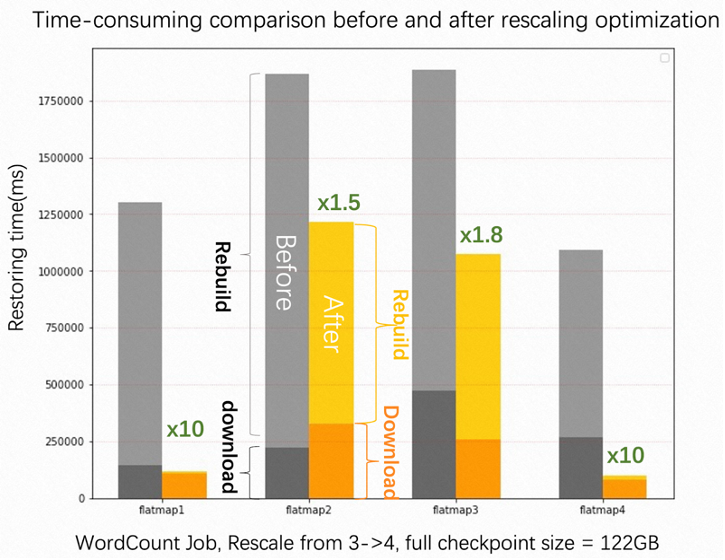 Time-consuming comparison before and after rescaling optimization
Restoring time(ms)
1750000
1500000
1250000
1000000
750000
500000
250000
0
x10
x1.5
x1.8
x10
Rebuild
download
Before
After
Rebuild
Download
flatmap1
flatmap2
flatmap3
flatmap4
WordCount Job, Rescale from 3->4, full checkpoint size = 122GB